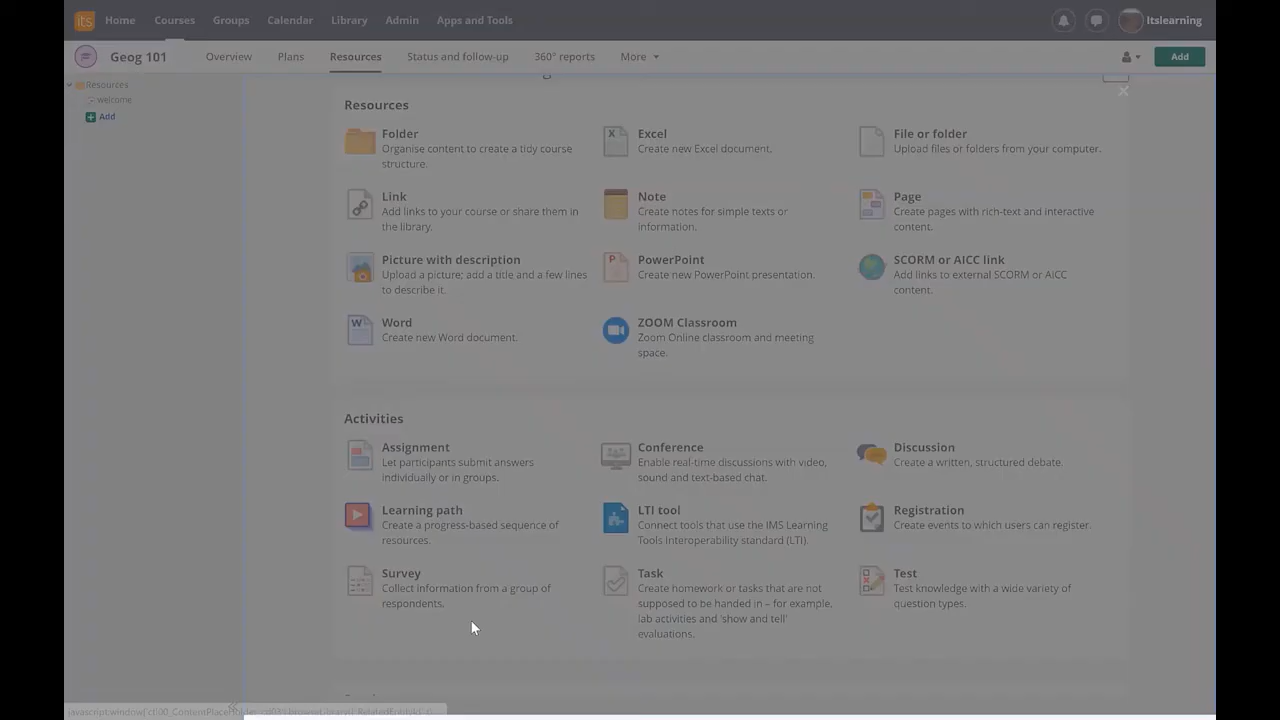 its Home Courses Groups Calendar Library Admin Apps and Tools Itslearning
Geog 101 Overview Plans Resources Status and follow-up 360° reports More Add
Resources
welcome
Add
Resources
Folder
Organise content to create a tidy course
structure.
Excel
Create new Excel document.
File or folder
Upload files or folders from your computer.
Link
Add links to your course or share them in
the library.
Note
Create notes for simple texts or
information.
Page
Create pages with rich-text and interactive
content.
Picture with description
Upload a picture; add a title and a few lines
to describe it.
PowerPoint
Create new PowerPoint presentation.
SCORM or AICC link
Add links to external SCORM or AICC
content.
Word
Create new Word document.
ZOOM Classroom
Zoom Online classroom and meeting
space.
Activities
Assignment
Let participants submit answers
individually or in groups.
Conference
Enable real-time discussions with video,
sound and text-based chat.
Discussion
Create a written, structured debate.
Learning path
Create a progress-based sequence of
resources.
LTI tool
Connect tools that use the IMS Learning
Tools interoperability standard (LTI).
Registration
Create events to which users can register.
Survey
Collect information from a group of
respondents.
Task
Create homework or tasks that are not
supposed to be handed in – for example,
lab activities and 'show and tell'
evaluations.
Test
Test knowledge with a wide variety of
question types.